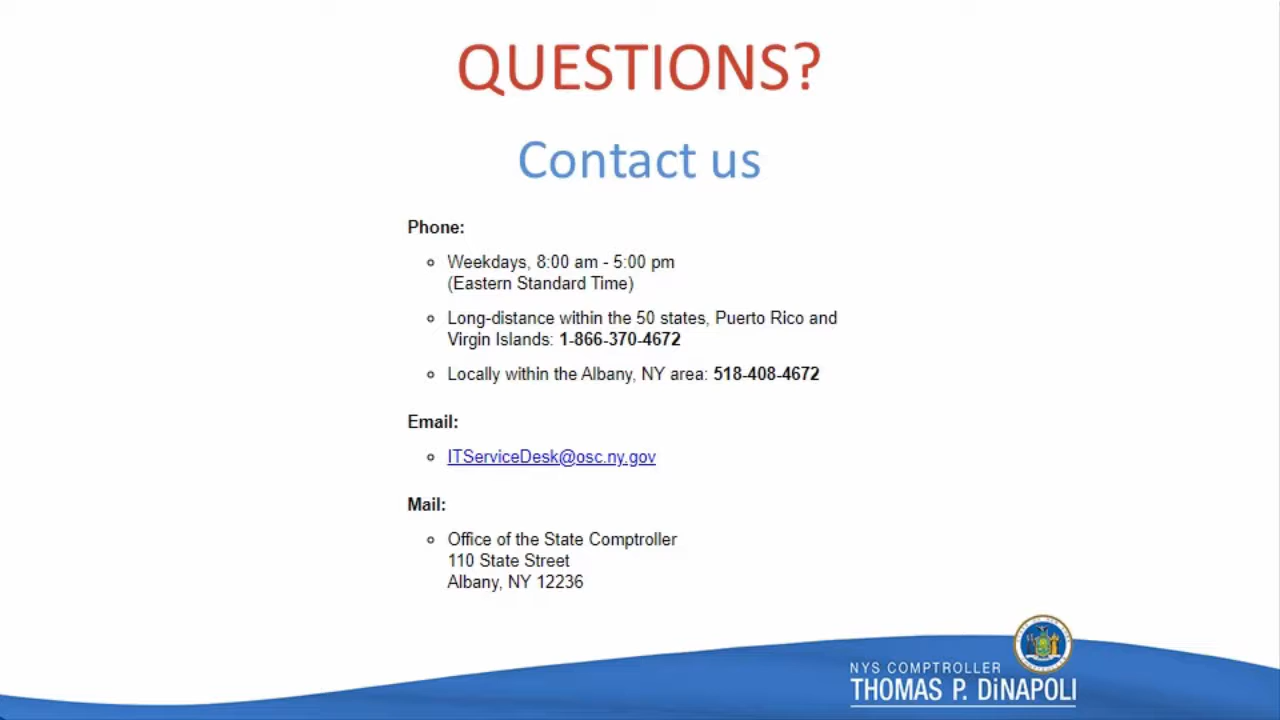 QUESTIONS?
Contact us
Phone:
Weekdays, 8:00 am - 5:00 pm
(Eastern Standard Time)
Long-distance within the 50 states, Puerto Rico and
Virgin Islands: 1-866-370-4672
Locally within the Albany, NY area: 518-408-4672
Email:
ITServiceDesk@osc.ny.gov
Mail:
Office of the State Comptroller
110 State Street
Albany, NY 12236
NYS COMPTROLLER
THOMAS P. DiNAPOLI